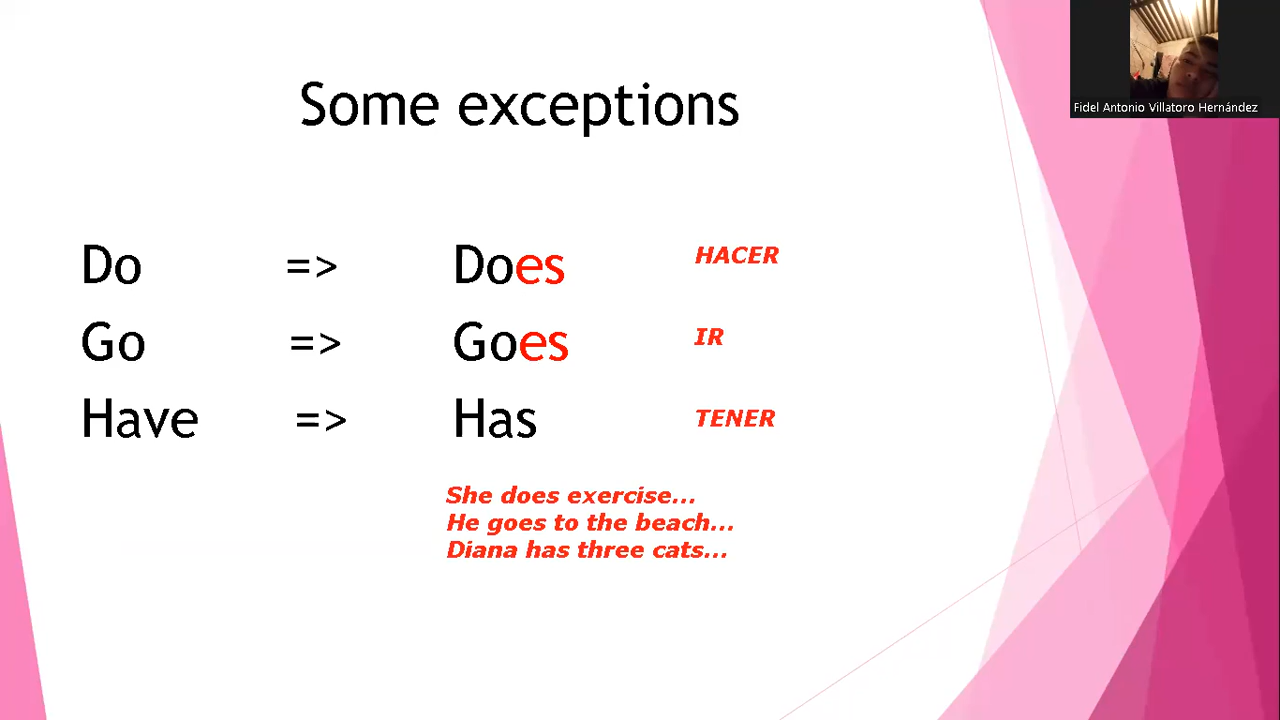 Some exceptions
Fidel Antonio Villatoro Hernández
Do => Does HACER
Go => Goes IR
Have => Has TENER
She does exercise...
He goes to the beach...
Diana has three cats...